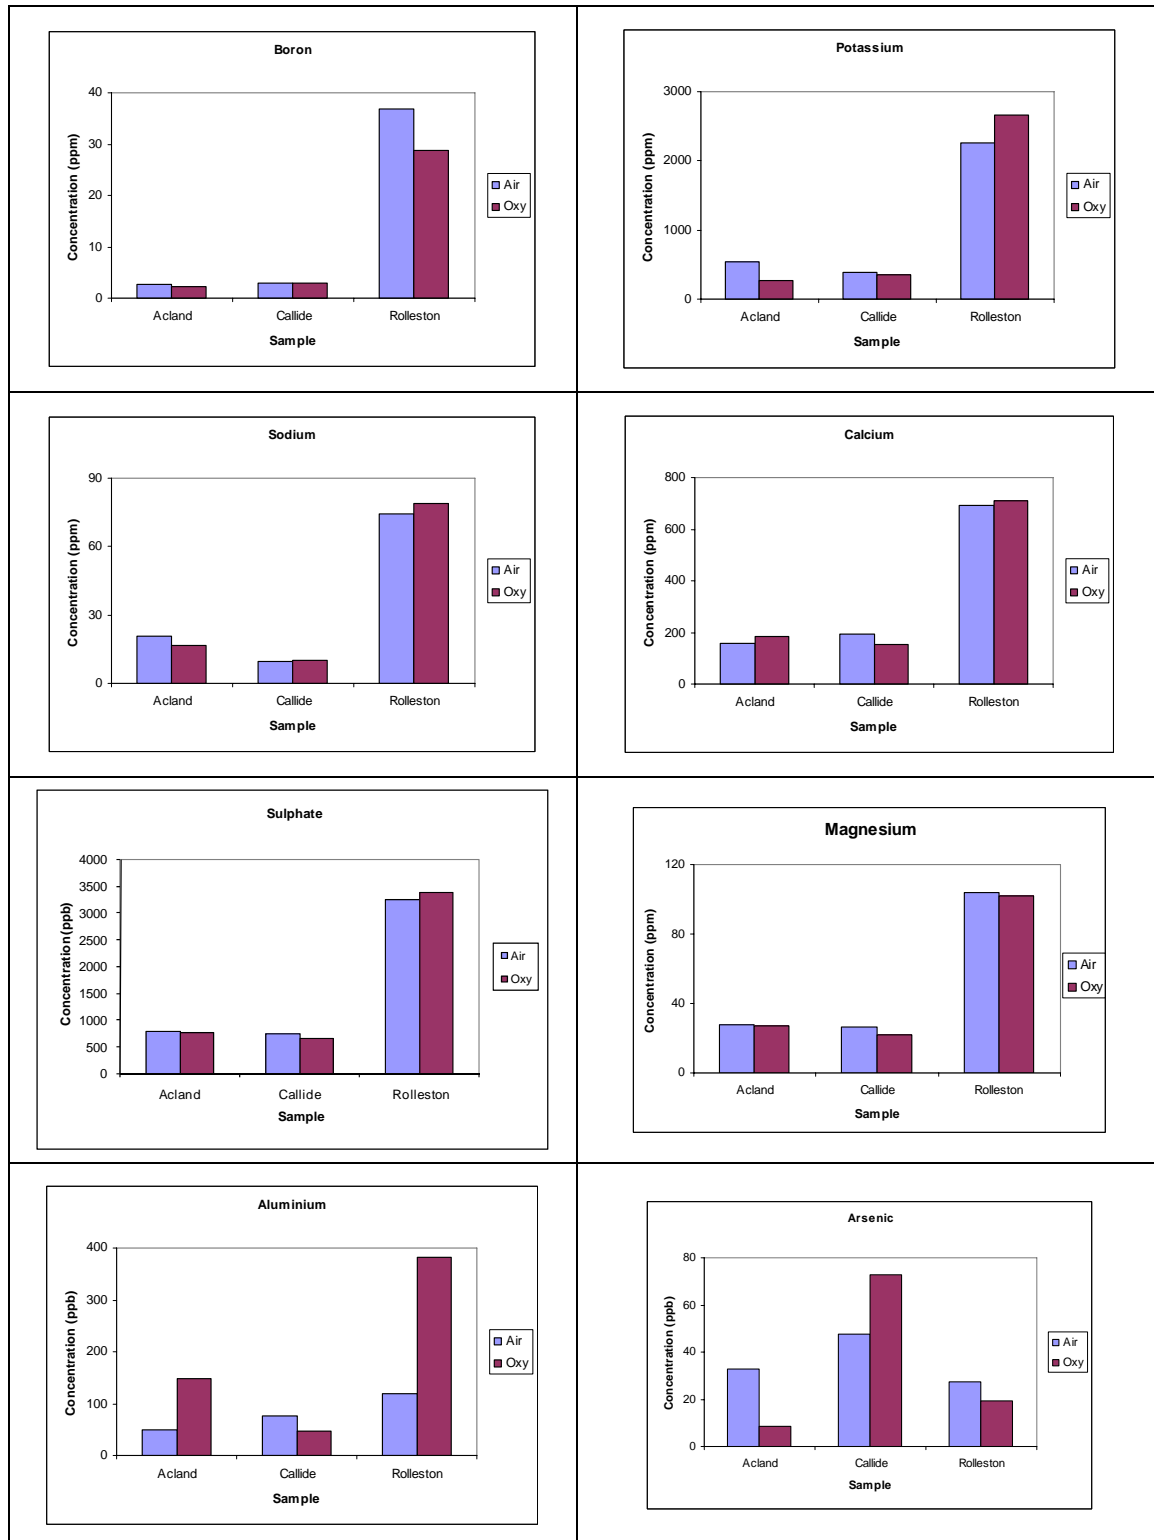 Boron
Concentration (ppm)
40
30
20
10
0
Acland Callide Rolleston
Sample
Air
Oxy
Potassium
Concentration (ppm)
3000
2000
1000
0
Acland Callide Rolleston
Sample
Air
Oxy
Sodium
Concentration (ppm)
90
60
30
0
Acland Callide Rolleston
Sample
Air
Oxy
Calcium
Concentration (ppm)
800
600
400
200
0
Acland Callide Rolleston
Sample
Air
Oxy
Sulphate
Concentration(ppb)
4000
3500
3000
2500
2000
1500
1000
500
0
Acland Callide Rolleston
Sample
Air
Oxy
Magnesium
Concentration (ppm)
120
80
40
0
Acland Callide Rolleston
Sample
Air
Oxy
Aluminium
Concentration (ppb)
400
300
200
100
0
Acland Callide Rolleston
Sample
Air
Oxy
Arsenic
Concentration (ppb)
80
60
40
20
0
Acland Callide Rolleston
Sample
Air
Oxy